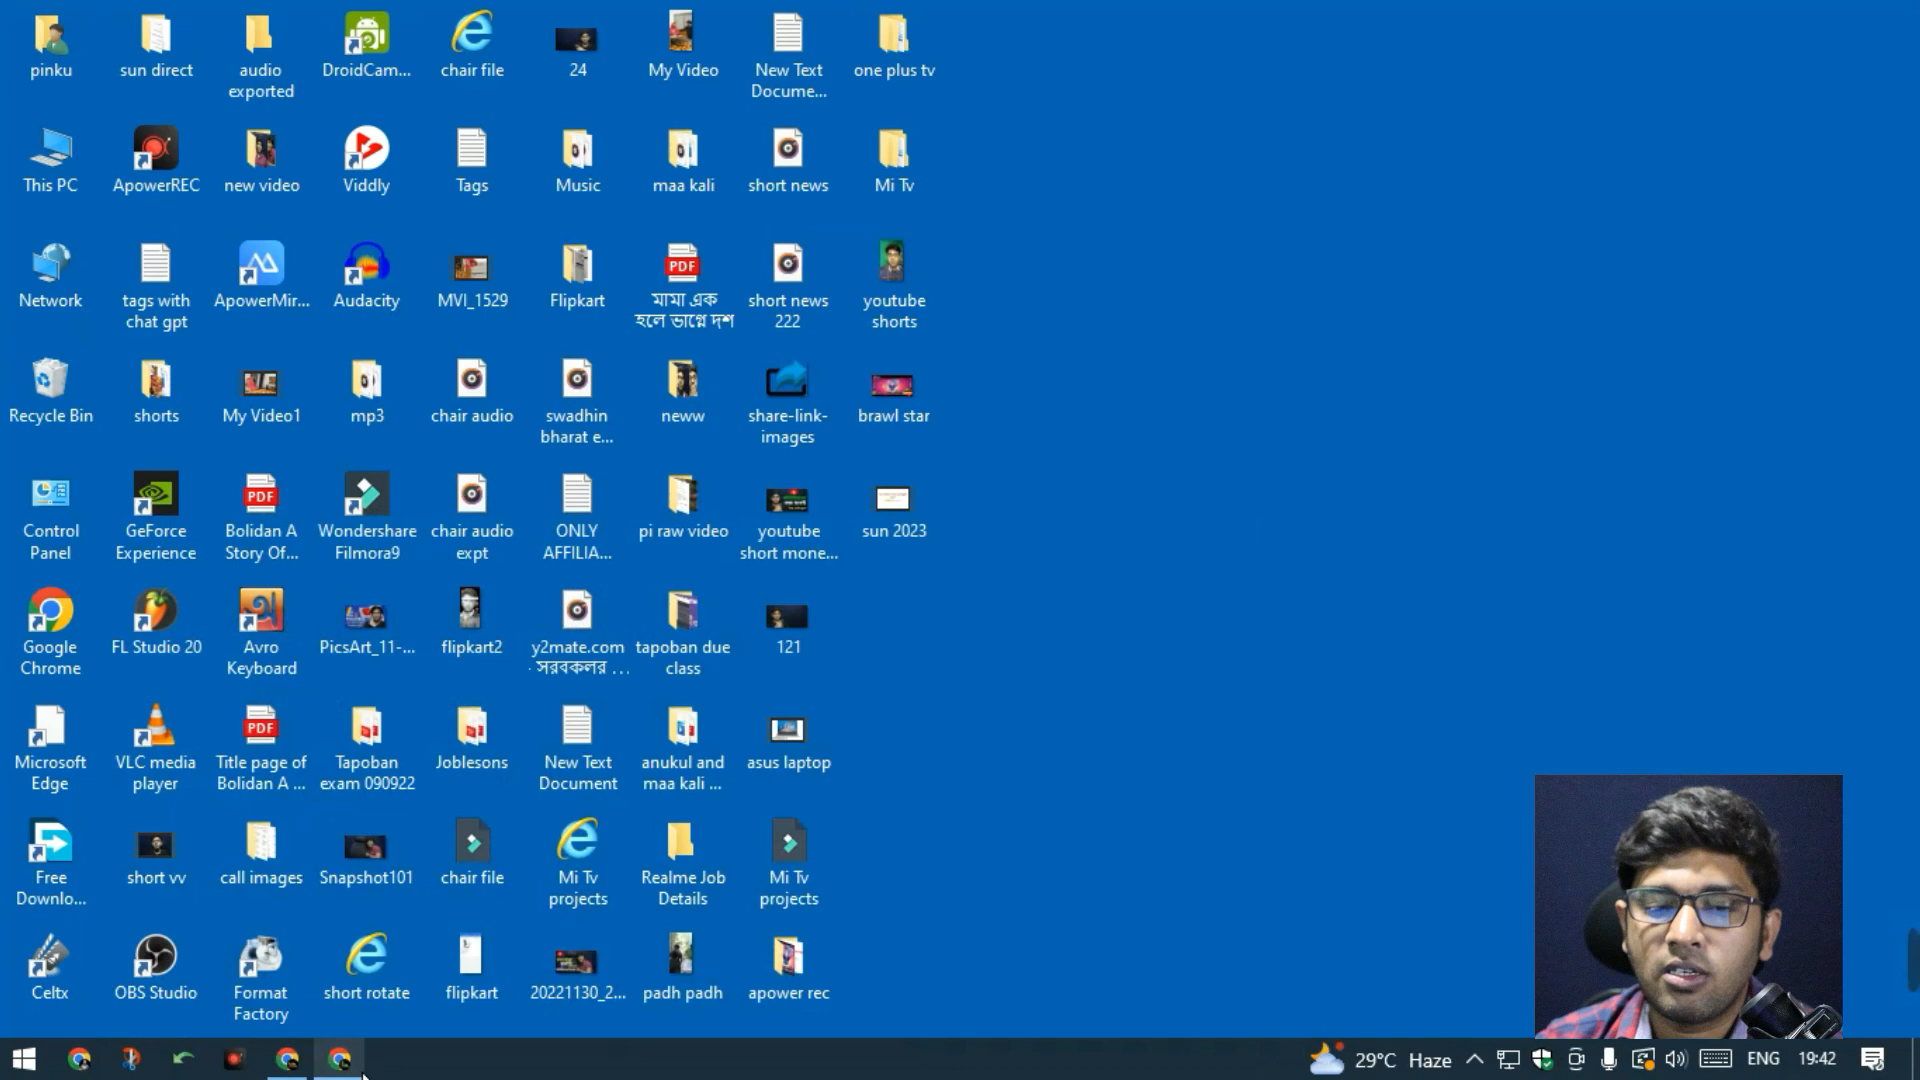 pinku
sun direct
audio
exported
DroidCam...
chair file
24
My Video
New Text
Docume...
one plus tv
This PC
ApowerREC
new video
Viddly
Tags
Music
maa kali
short news
Mi Tv
Network
tags with
chat gpt
ApowerMir...
Audacity
MVI_1529
Flipkart
PDF
মামা এক
হলে ভাগ্নে দশ
short news
222
youtube
shorts
Recycle Bin
shorts
My Video1
mp3
chair audio
swadhin
bharat e...
neww
share-link-
images
brawl star
Control
Panel
GeForce
Experience
PDF
Bolidan A
Story Of...
Wondershare
Filmora9
chair audio
expt
ONLY
AFFILIA...
pi raw video
youtube
short mone...
sun 2023
Google
Chrome
FL Studio 20
Avro
Keyboard
PicsArt_11-...
flipkart2
y2mate.com
- সরবকলর ...
tapoban due
class
121
Microsoft
Edge
VLC media
player
PDF
Title page of
Bolidan A ...
Tapoban
exam 090922
Joblesons
New Text
Document
anukul and
maa kali ...
asus laptop
Free
Downlo...
short vv
call images
Snapshot101
chair file
Mi Tv
projects
Realme Job
Details
Mi Tv
projects
Celtx
OBS Studio
Format
Factory
short rotate
flipkart
20221130_2...
padh padh
apower rec
29°C Haze
ENG
19:42